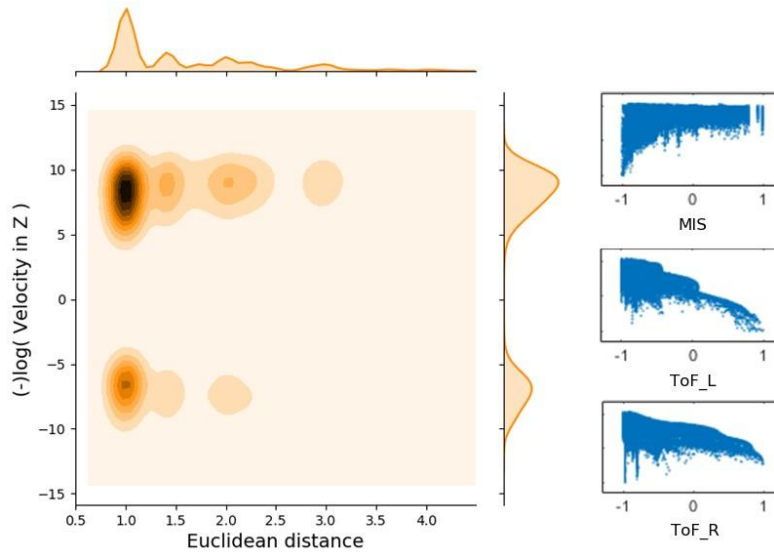 15
10
5
0
−5
−10
−15
(-)log( Velocity in Z )
0.5 1.0 1.5 2.0 2.5 3.0 3.5 4.0
Euclidean distance
-1 0 1
MIS
-1 0 1
ToF_L
-1 0 1
ToF_R